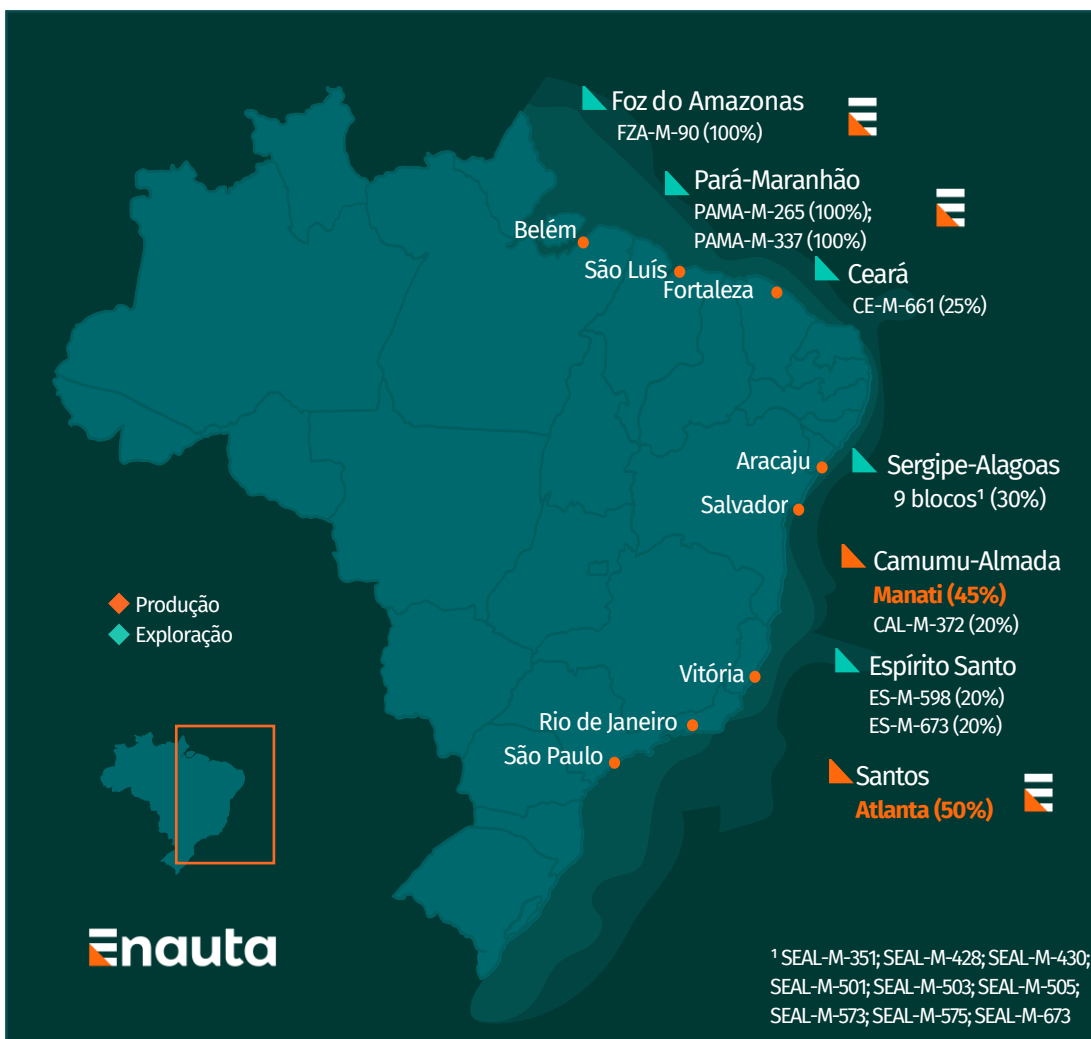 Foz do Amazonas
FZA-M-90 (100%)
Pará-Maranhão
PAMA-M-265 (100%);
PAMA-M-337 (100%)
Belém
São Luís
Ceará
Fortaleza
CE-M-661 (25%)
Aracaju
Sergipe-Alagoas
9 blocos¹ (30%)
Salvador
Camumu-Almada
Manati (45%)
CAL-M-372 (20%)
Produção
Exploração
Espírito Santo
Vitória
ES-M-598 (20%)
ES-M-673 (20%)
Rio de Janeiro
São Paulo
Santos
Atlanta (50%)
Enauta
¹ SEAL-M-351; SEAL-M-428; SEAL-M-430;
SEAL-M-501; SEAL-M-503; SEAL-M-505;
SEAL-M-573; SEAL-M-575; SEAL-M-673